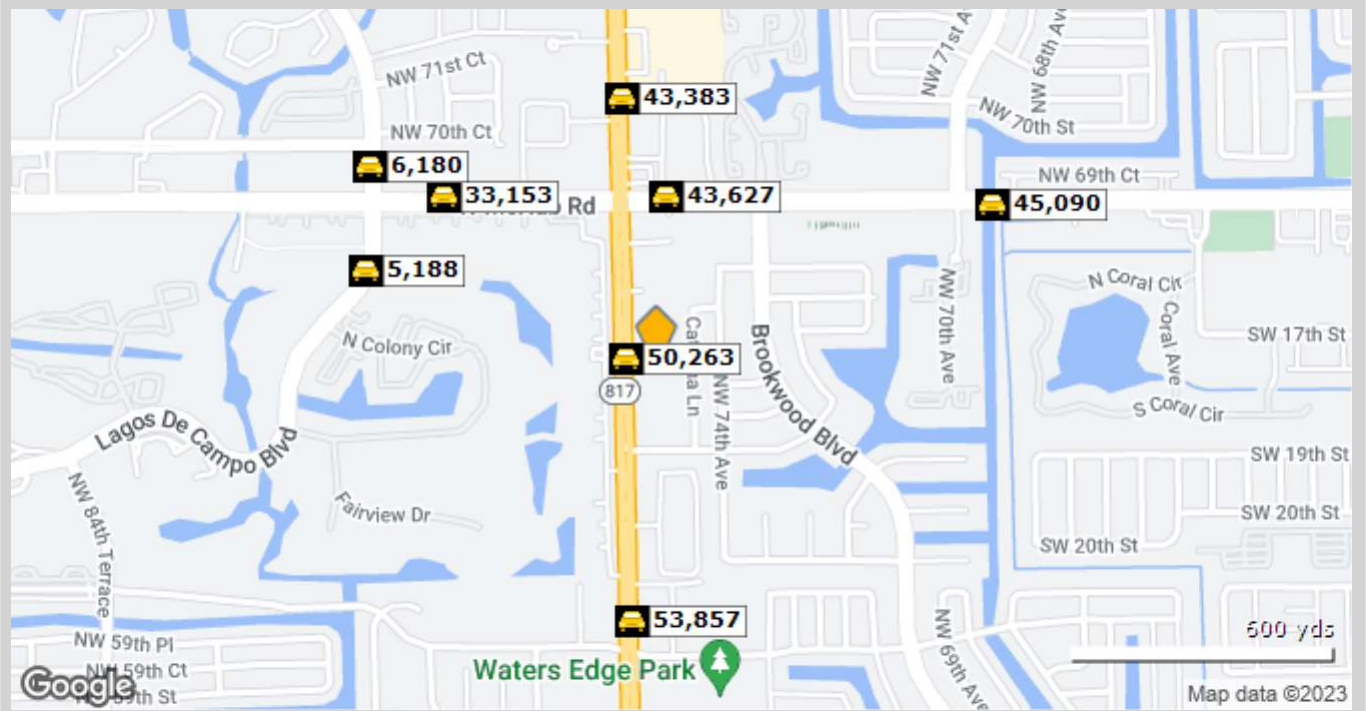 NW 71st Ct
43,383
NW 71st A
NW 68th Ave
NW 70th Ct
NW 70th St
6,180
33,153
Rd
43,627
NW 69th Ct
45,090
5,188
N Coral Cir
Coral Ave
NW 70th Ave
N Colony Cir
50,263
Brookwood Blvd
SW 17th St
817
Ln
NW 74th Ave
S Coral Cir
Lagos De Campo Blvd
SW 19th St
NW 84th Terrace
Fairview Dr
SW 20th St
SW 20th St
53,857
NW 69th Ave
600 yds
NW 59th Pl
NW 59th Ct
Waters Edge Park
Google
59th St
Map data ©2023